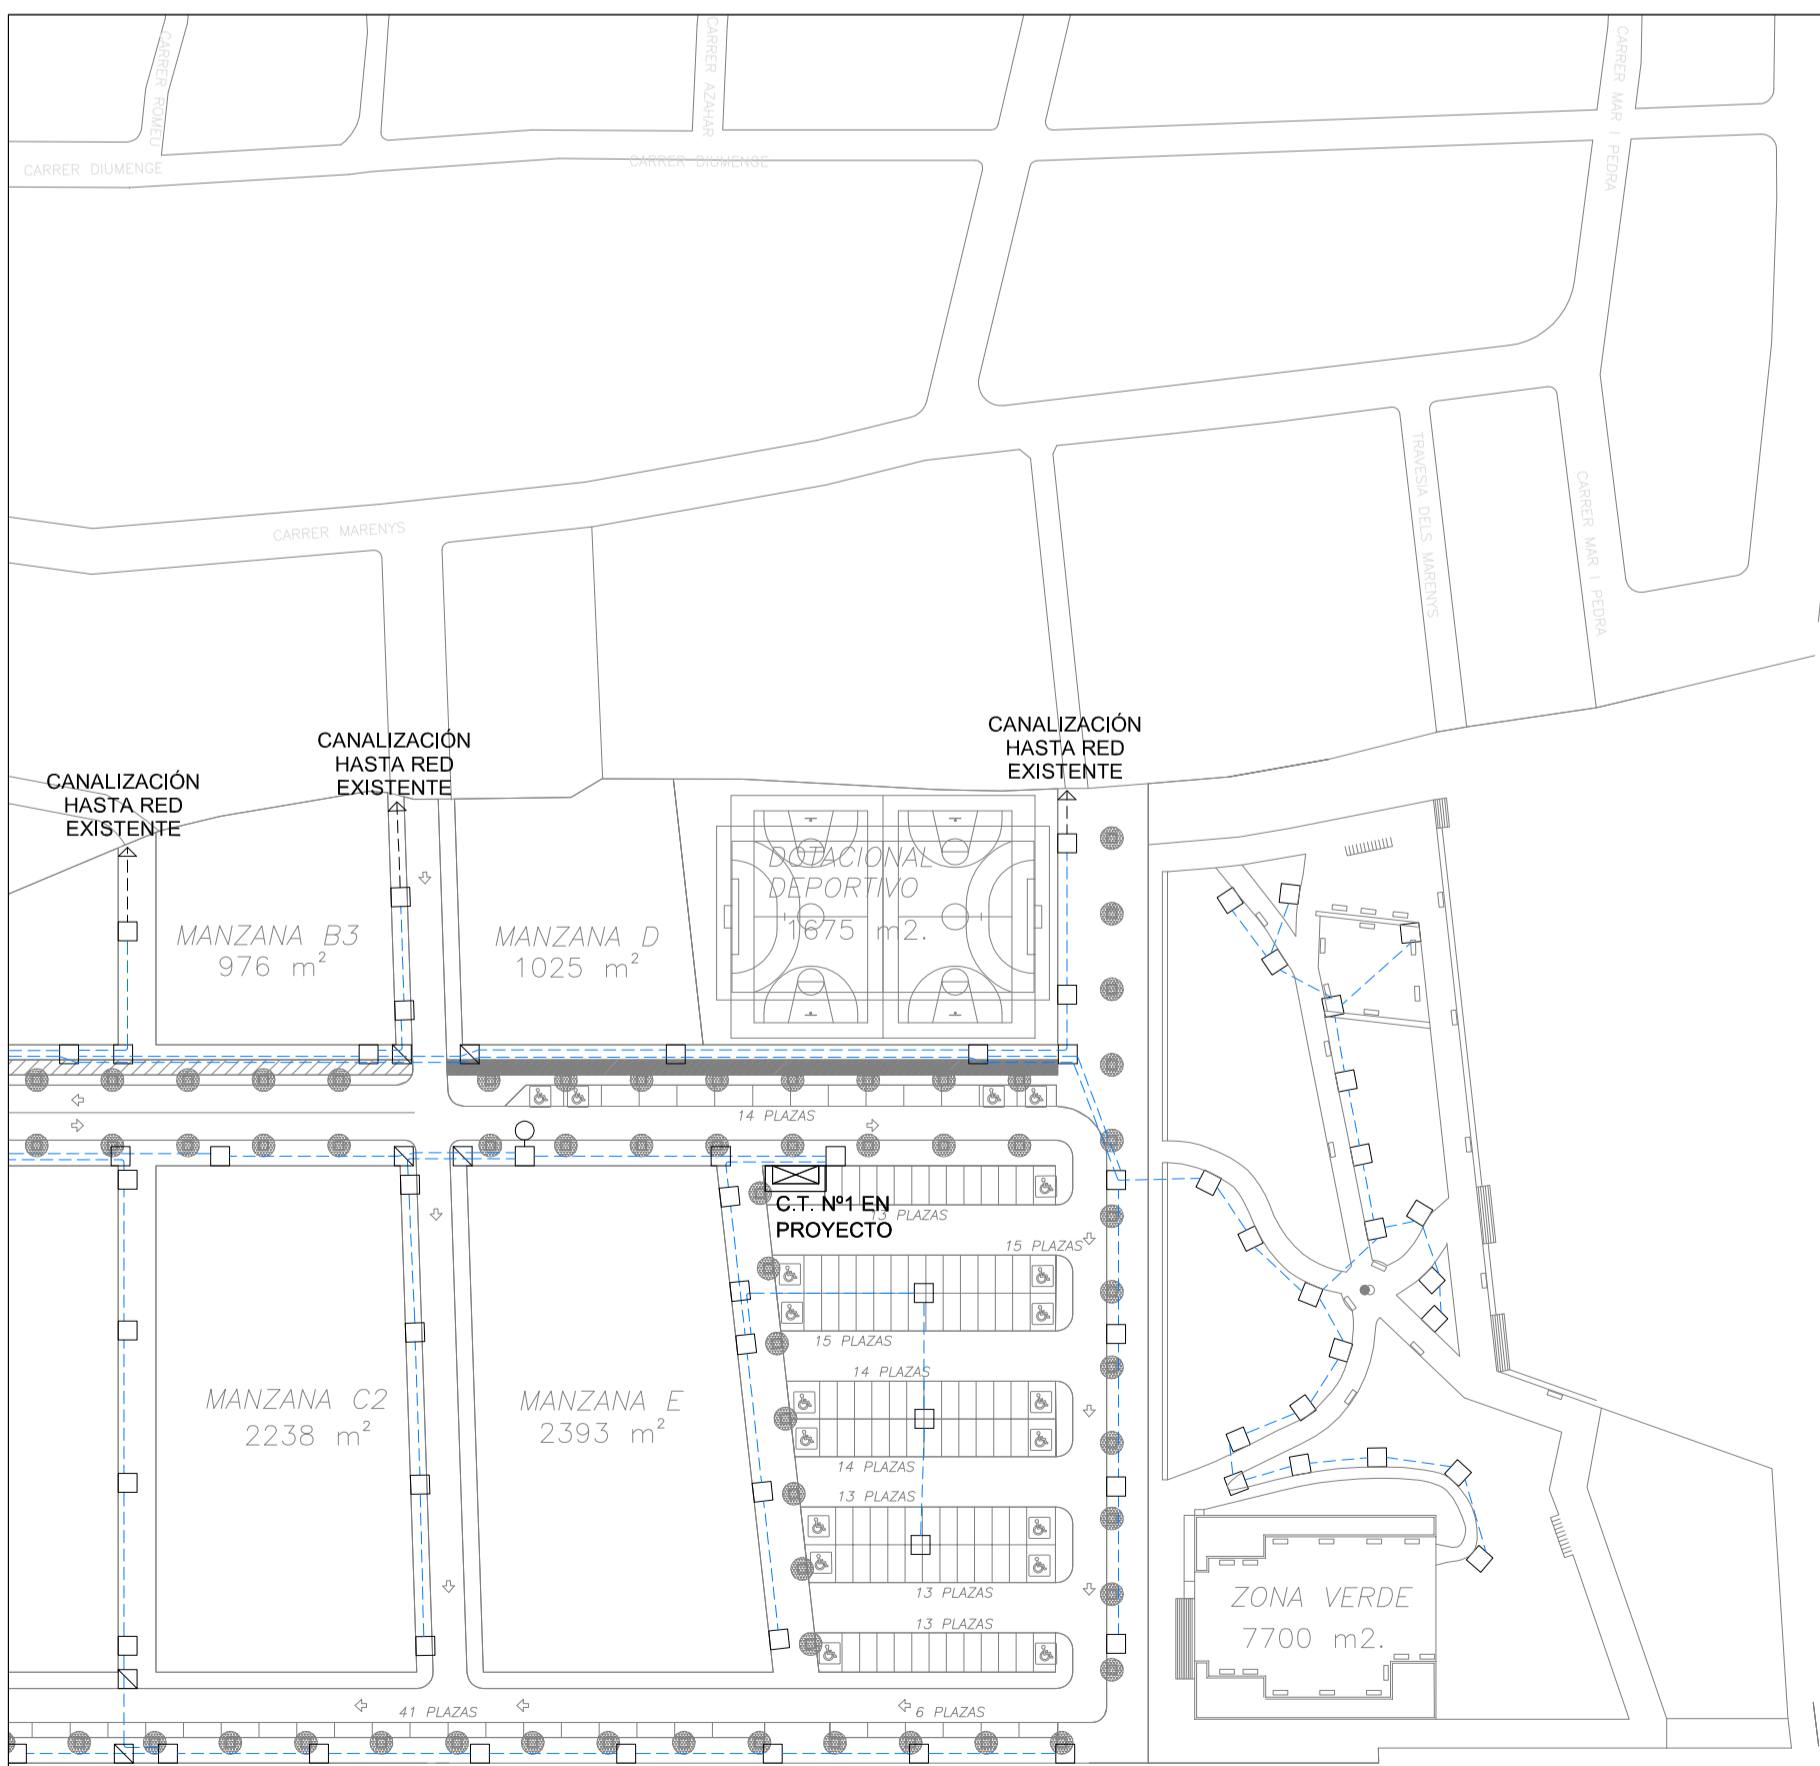 CARRER ROMEU
CARRER AZAHAR
CARRER MAR I PEDRA
CARRER DIUMENGE
CARRER DIUMENGE
CARRER MARENYS
TRAVESIA DELS MARENYS
CARRER MAR I PEDRA
CANALIZACIÓN
HASTA RED
EXISTENTE
CANALIZACIÓN
HASTA RED
EXISTENTE
CANALIZACIÓN
HASTA RED
EXISTENTE
MANZANA B3
976 m²
MANZANA D
1025 m²
DOTACIONAL
DEPORTIVO
1675 m2.
14 PLAZAS
C.T. Nº1 EN
PROYECTO
13 PLAZAS
15 PLAZAS
15 PLAZAS
14 PLAZAS
MANZANA C2
2238 m²
MANZANA E
2393 m²
14 PLAZAS
13 PLAZAS
13 PLAZAS
13 PLAZAS
ZONA VERDE
7700 m2.
41 PLAZAS
6 PLAZAS